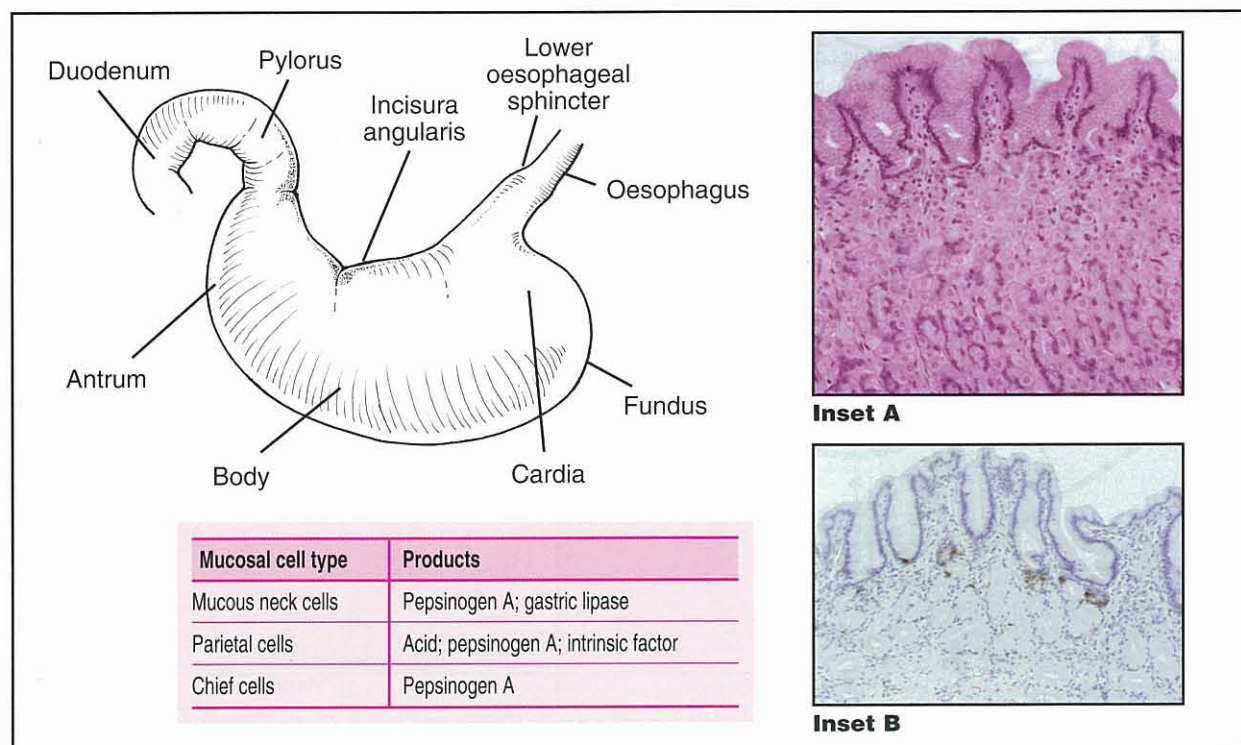 Duodenum
Pylorus
Incisura
angularis
Lower
oesophageal
sphincter
Oesophagus
Antrum
Body
Cardia
Fundus
Mucosal cell type Products
Mucous neck cells Pepsinogen A; gastric lipase
Parietal cells Acid; pepsinogen A; intrinsic factor
Chief cells Pepsinogen A
Inset A
Inset B